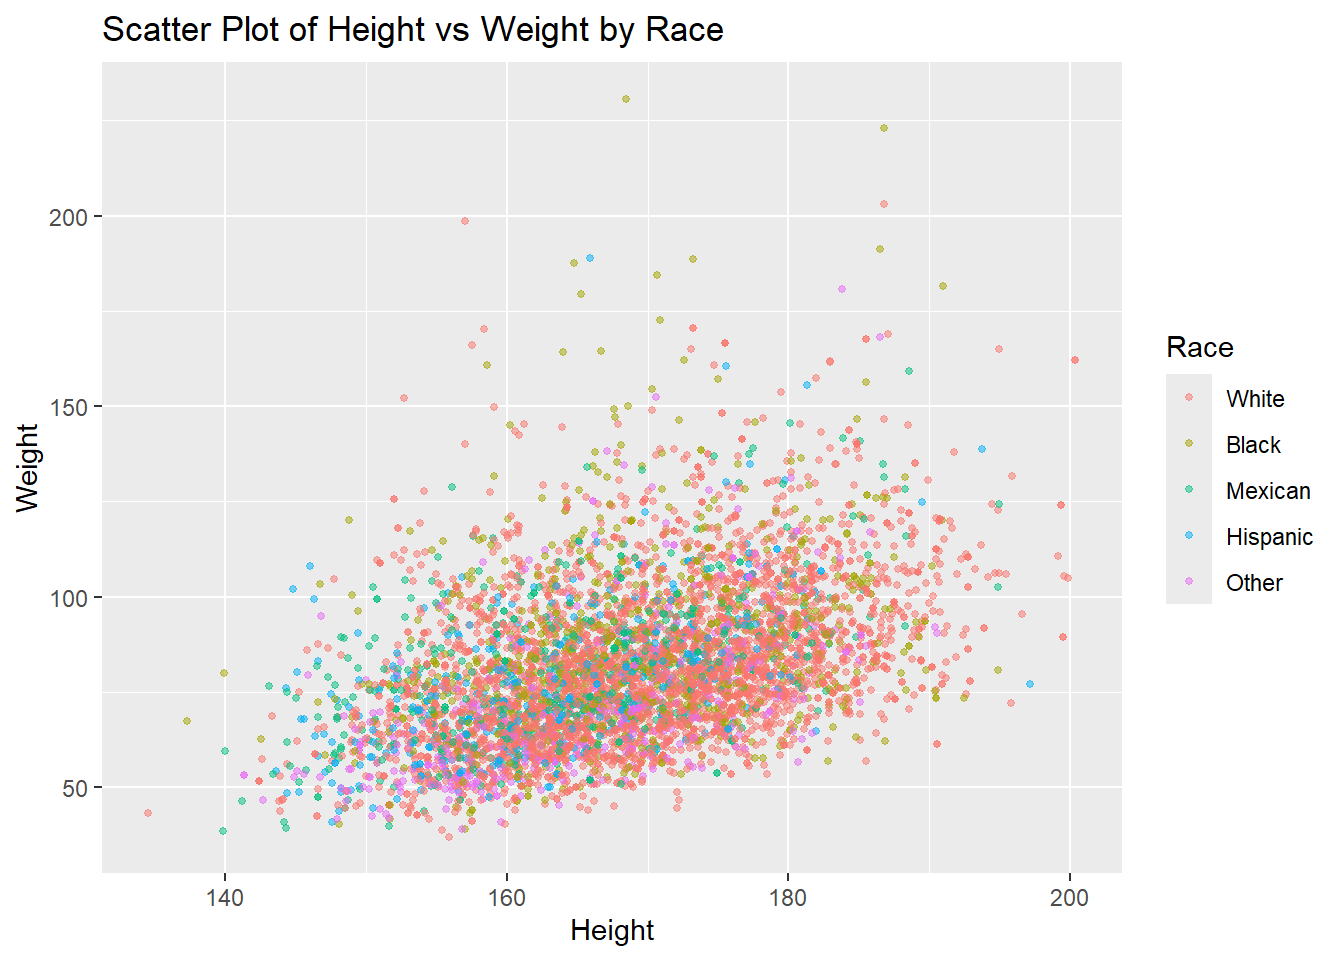 Scatter Plot of Height vs Weight by Race
Weight
200
150
100
50
140 160 180 200
Height
Race
White
Black
Mexican
Hispanic
Other